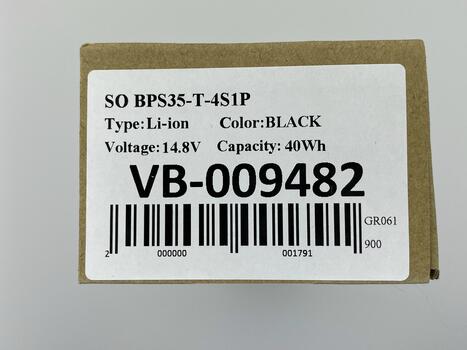 SO BPS35-T-4S1P
Type:Li-ion Color:BLACK
Voltage:14.8V Capacity: 40Wh
VB-009482
GR061
900
2 000000 001791